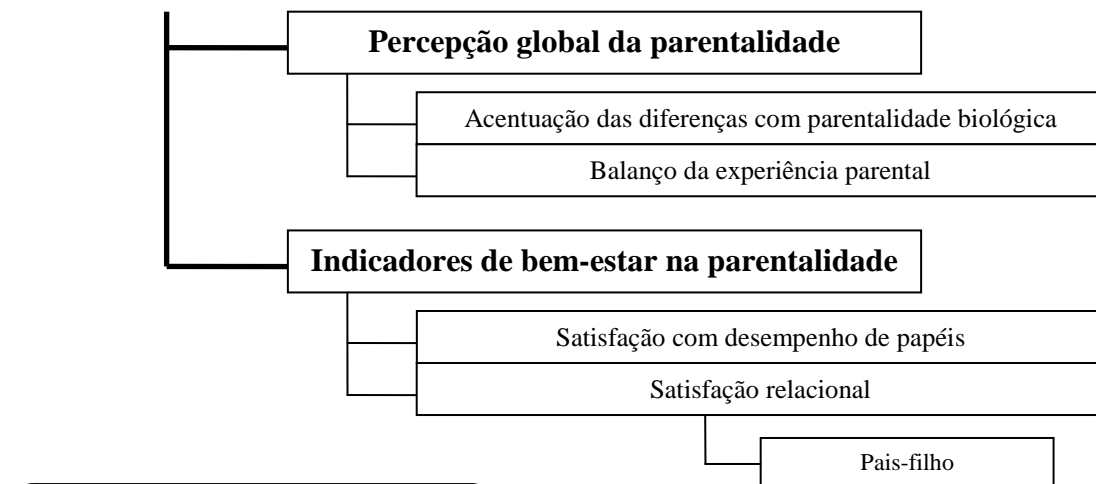 Percepção global da parentalidade
Acentuação das diferenças com parentalidade biológica
Balanço da experiência parental
Indicadores de bem-estar na parentalidade
Satisfação com desempenho de papéis
Satisfação relacional
Pais-filho